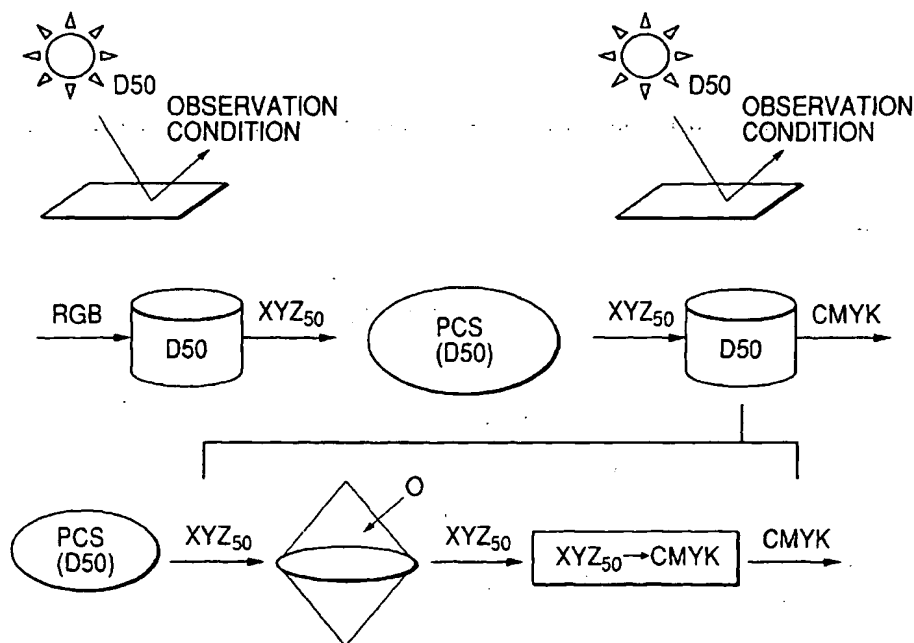 D50
OBSERVATION
CONDITION
D50
OBSERVATION
CONDITION
RGB
D50
XYZ50
PCS
(D50)
XYZ50
D50
CMYK
PCS
(D50)
XYZ50
O
XYZ50
XYZ50→CMYK
CMYK